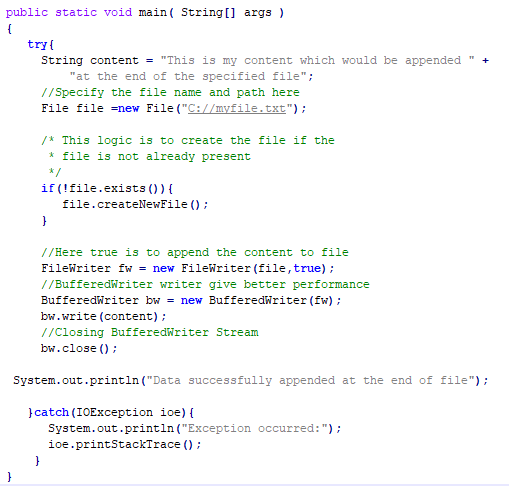 public static void main( String[] args )
{
   try{
     String content = "This is my content which would be appended " +
         "at the end of the specified file";
     //Specify the file name and path here
     File file =new File("C://myfile.txt");

     /* This logic is to create the file if the
      * file is not already present
      */
     if(!file.exists()){
        file.createNewFile();
     }

     //Here true is to append the content to file
     FileWriter fw = new FileWriter(file,true);
     //BufferedWriter writer give better performance
     BufferedWriter bw = new BufferedWriter(fw);
     bw.write(content);
     //Closing BufferedWriter Stream
     bw.close();

 System.out.println("Data successfully appended at the end of file");

   }catch(IOException ioe){
      System.out.println("Exception occurred:");
      ioe.printStackTrace();
    }
}